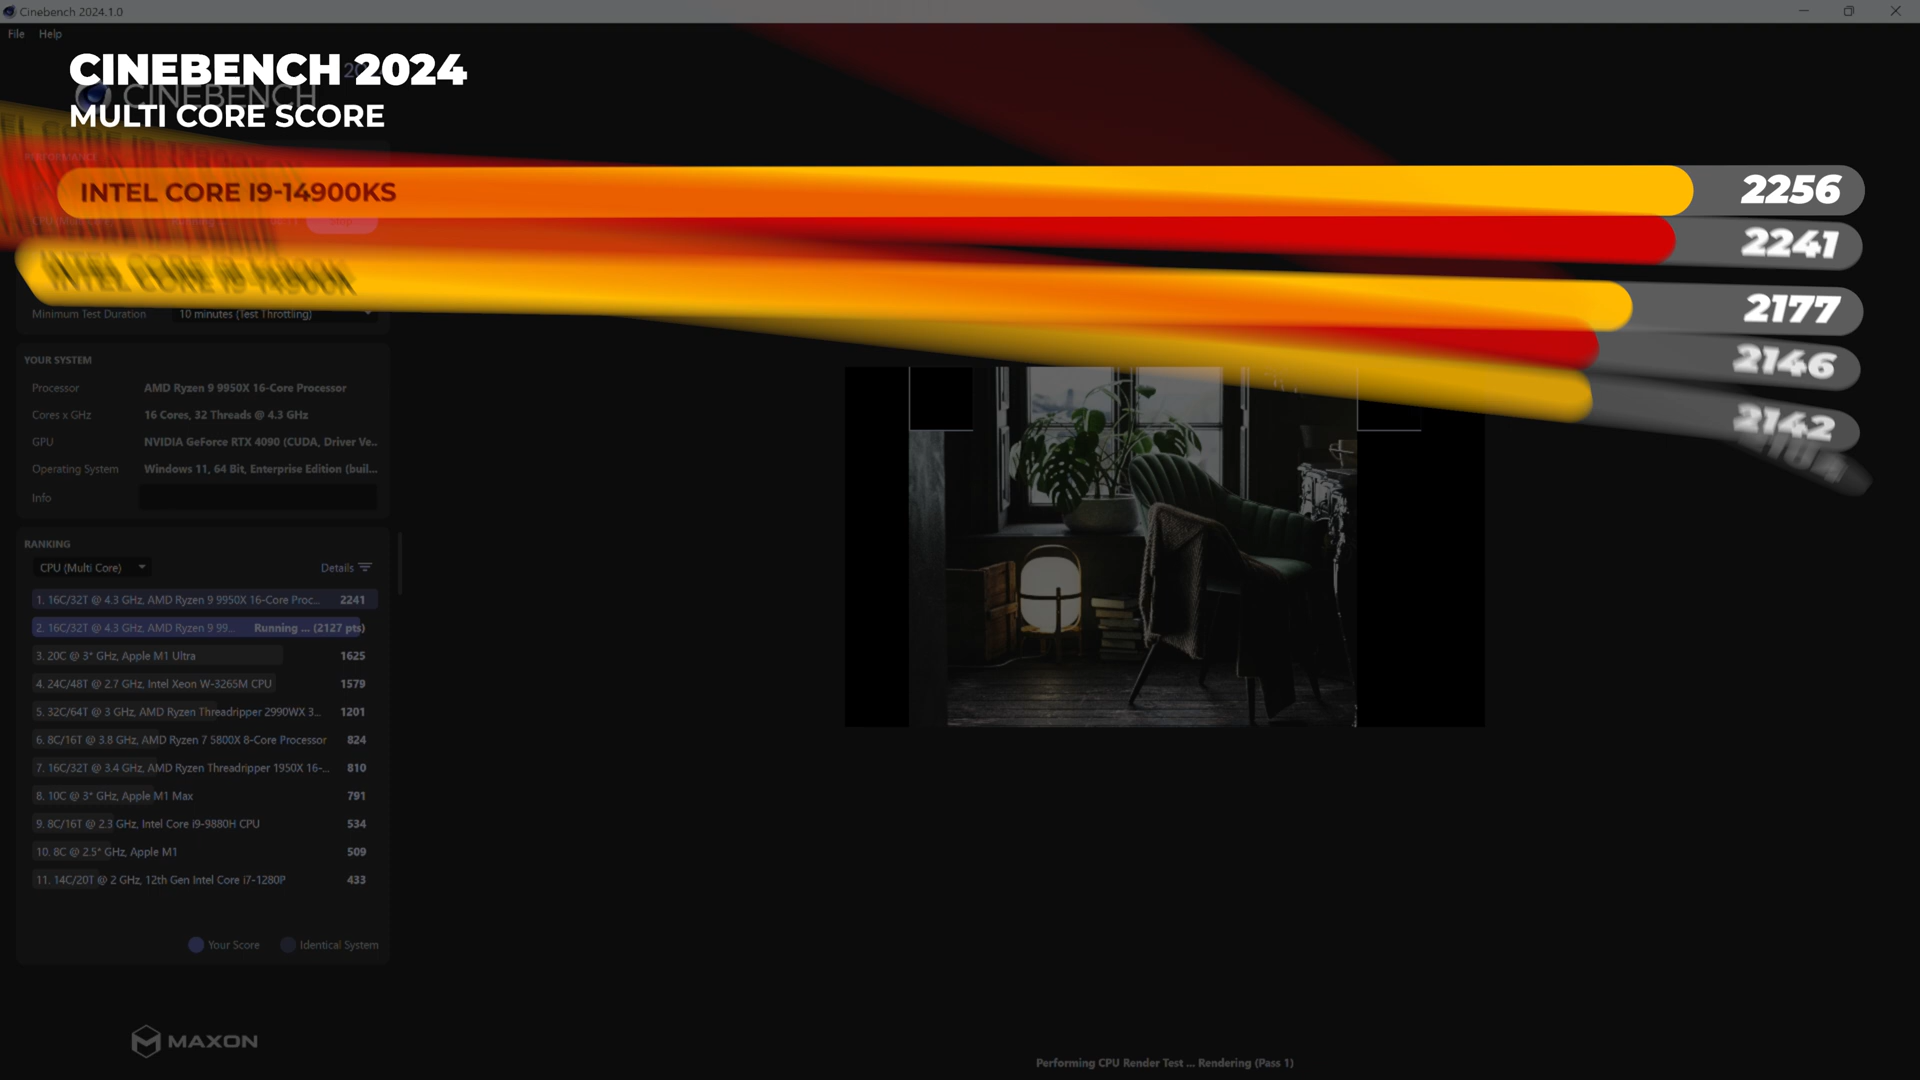 Cinebench 2024.1.0
File Help
CINEBENCH 2024
CINEBENCH
MULTI CORE SCORE
INTEL CORE I9-14900KS
2256
2241
INTEL CORE I9-14900K
2177
2146
2142
Minimum Test Duration 10 minutes (Test Throttling)
YOUR SYSTEM
Processor AMD Ryzen 9 9950X 16-Core Processor
Cores x GHz 16 Cores, 32 Threads @ 4.3 GHz
GPU NVIDIA GeForce RTX 4090 (CUDA, Driver Ve...
Operating System Windows 11, 64 Bit, Enterprise Edition (buil...
Info
RANKING
CPU (Multi Core) Details
1. 16C/32T @ 4.3 GHz, AMD Ryzen 9 9950X 16-Core Proc... 2241
2. 16C/32T @ 4.3 GHz, AMD Ryzen 9 99... Running ... (2127 pts)
3. 20C @ 3* GHz, Apple M1 Ultra 1625
4. 24C/48T @ 2.7 GHz, Intel Xeon W-3265M CPU 1579
5. 32C/64T @ 3 GHz, AMD Ryzen Threadripper 2990WX 3... 1201
6. 8C/16T @ 3.8 GHz, AMD Ryzen 7 5800X 8-Core Processor 824
7. 16C/32T @ 3.4 GHz, AMD Ryzen Threadripper 1950X 16-... 810
8. 10C @ 3* GHz, Apple M1 Max 791
9. 8C/16T @ 2.3 GHz, Intel Core i9-9880H CPU 534
10. 8C @ 2.5* GHz, Apple M1 509
11. 14C/20T @ 2 GHz, 12th Gen Intel Core i7-1280P 433
Your Score Identical System
MAXON
Performing CPU Render Test ... Rendering (Pass 1)